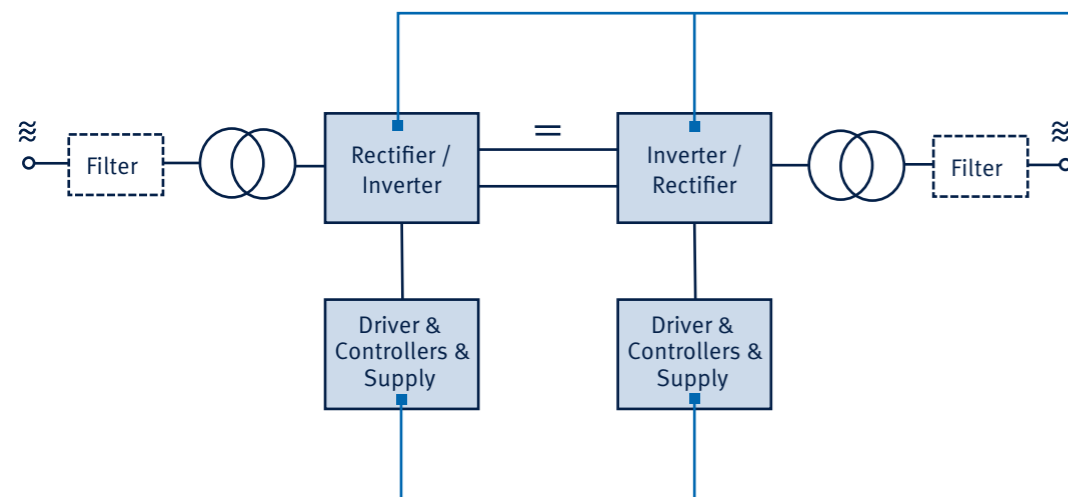 Filter
Rectifier /
Inverter
=
Inverter /
Rectifier
Filter
Driver &
Controllers &
Supply
Driver &
Controllers &
Supply